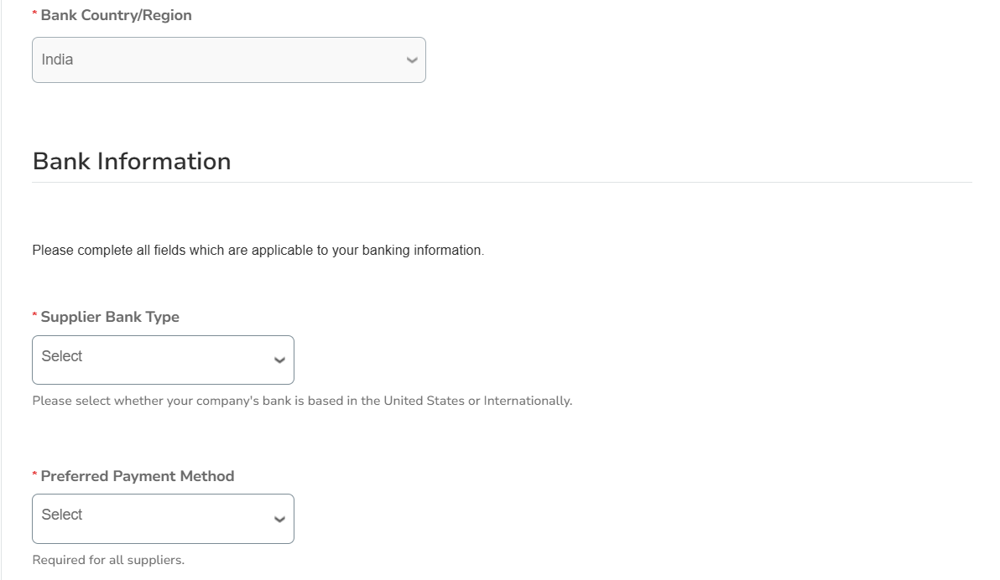 * Bank Country/Region
India
Bank Information
Please complete all fields which are applicable to your banking information.
* Supplier Bank Type
Select
Please select whether your company's bank is based in the United States or Internationally.
* Preferred Payment Method
Select
Required for all suppliers.